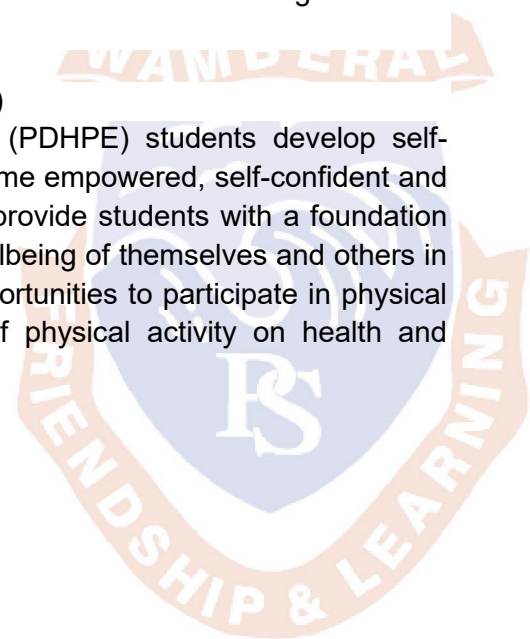 WAMBERAL
)
(PDHPE) students develop self-
me empowered, self-confident and
provide students with a foundation
lbeing of themselves and others in
ortunities to participate in physical
f physical activity on health and
PS
FRIENDSHIP & LEARNING